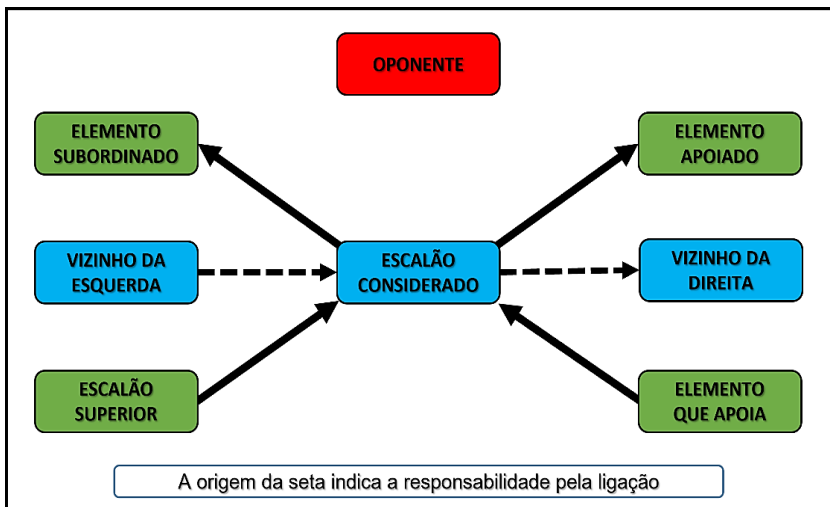 OPONENTE
ELEMENTO
SUBORDINADO
ELEMENTO
APOIADO
VIZINHO DA
ESQUERDA
ESCALÃO
CONSIDERADO
VIZINHO DA
DIREITA
ESCALÃO
SUPERIOR
ELEMENTO
QUE APOIA
A origem da seta indica a responsabilidade pela ligação